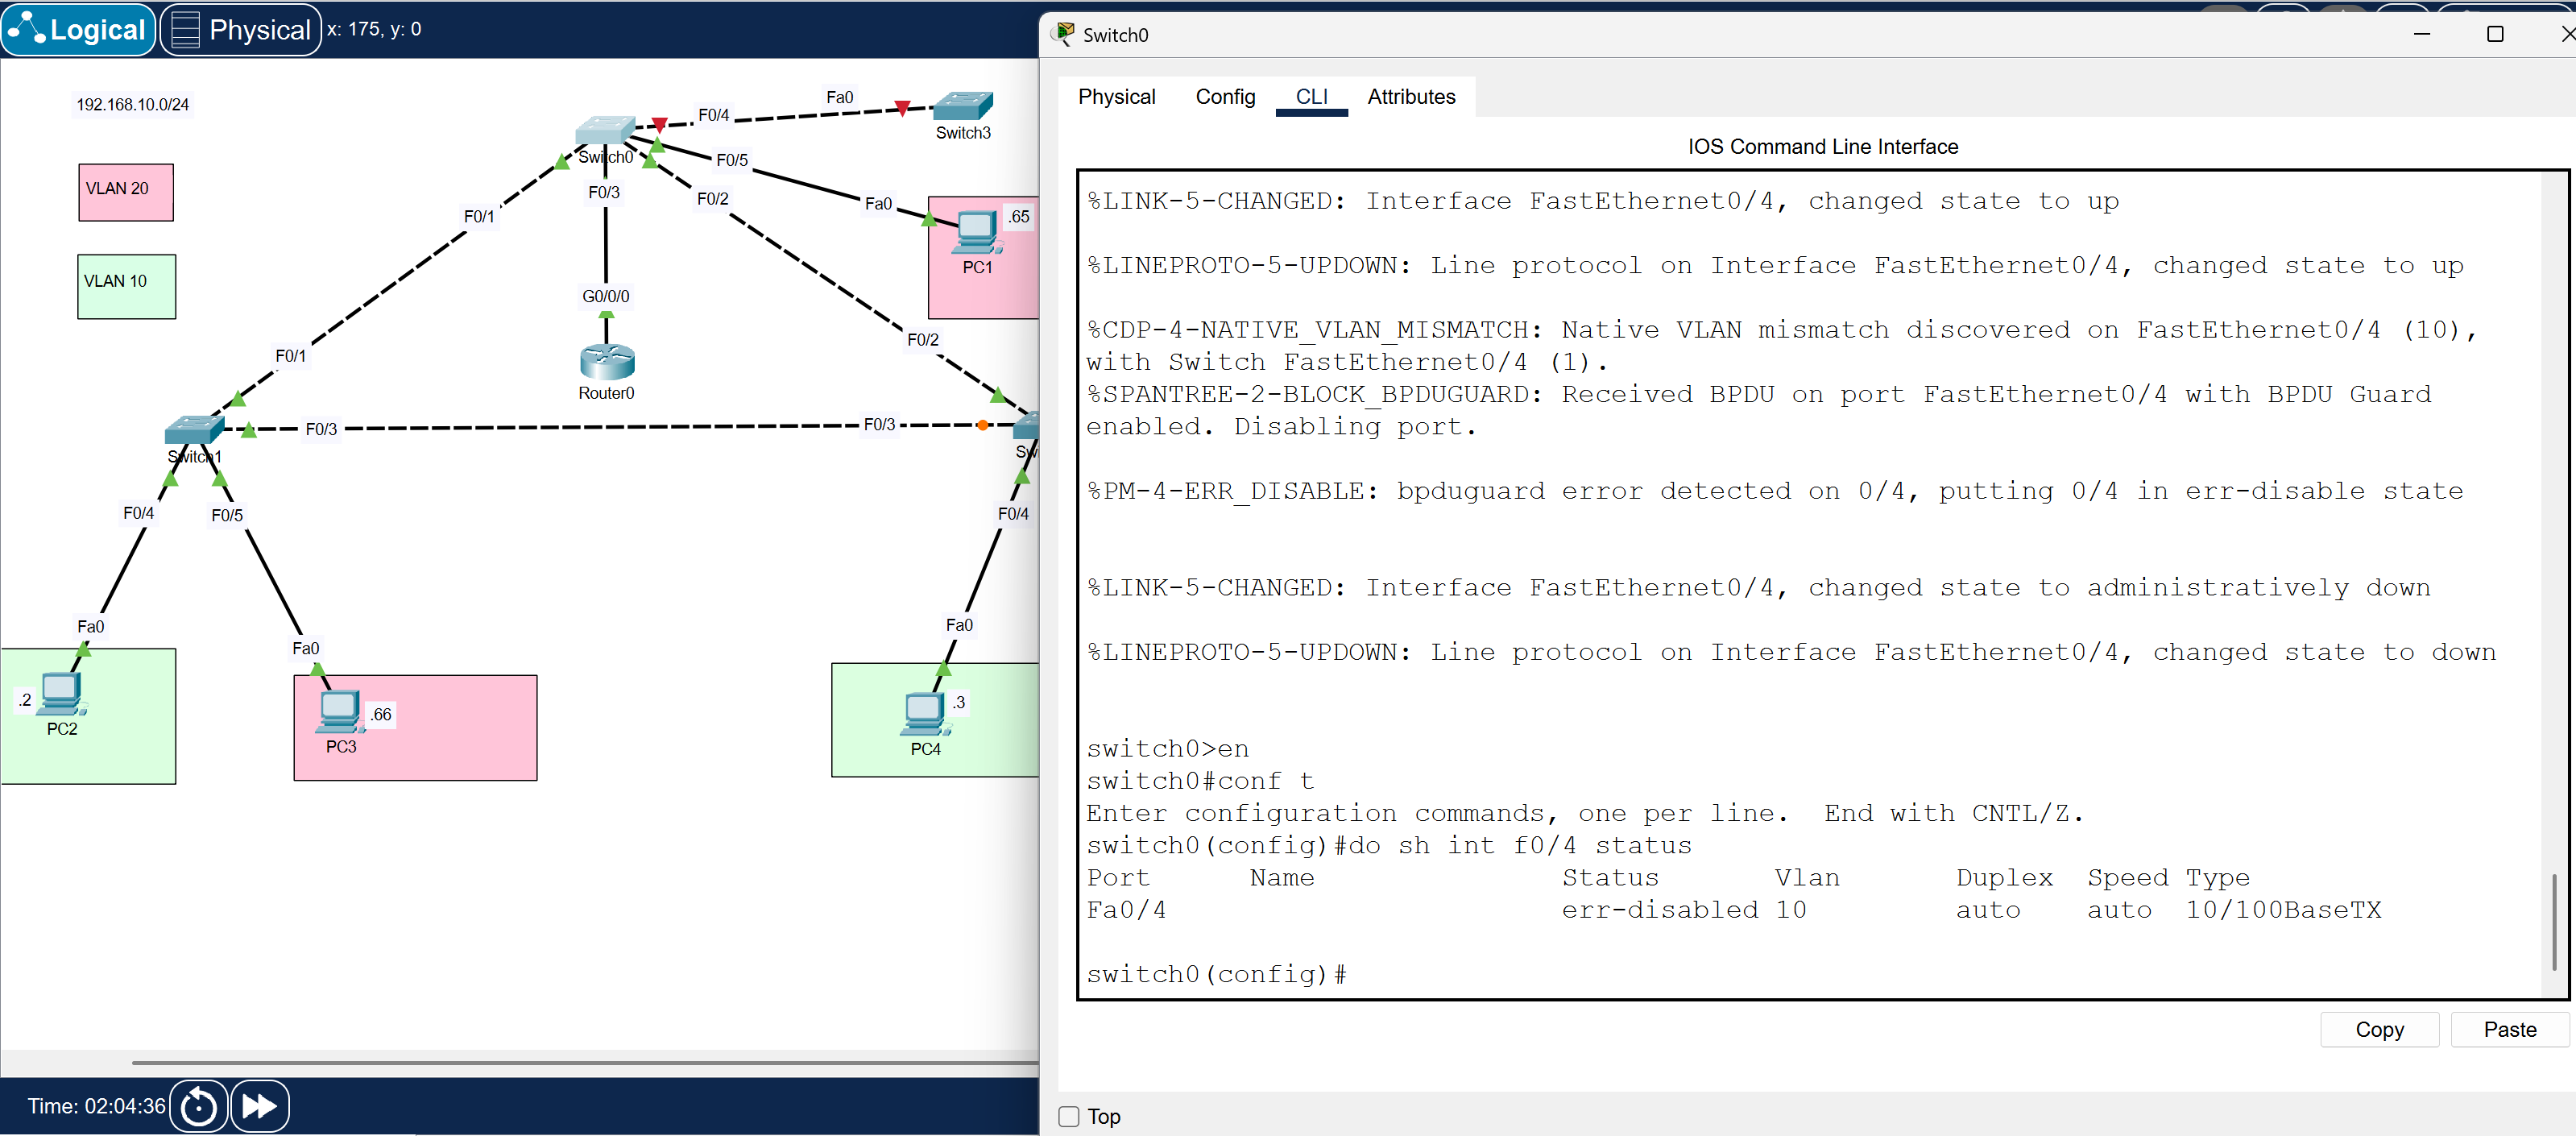 Logical
Physical
x: 175, y: 0
192.168.10.0/24
VLAN 20
VLAN 10
Switch0
F0/4
Fa0
Switch3
F0/5
F0/3
F0/2
Fa0
.65
PC1
F0/1
G0/0/0
F0/2
F0/1
Router0
F0/3
F0/3
Switch1
F0/4
F0/5
F0/4
Fa0
Fa0
Fa0
.2
PC2
.66
PC3
.3
PC4
Time: 02:04:36
Switch0
Physical
Config
CLI
Attributes
IOS Command Line Interface
%LINK-5-CHANGED: Interface FastEthernet0/4, changed state to up
%LINEPROTO-5-UPDOWN: Line protocol on Interface FastEthernet0/4, changed state to up
%CDP-4-NATIVE_VLAN_MISMATCH: Native VLAN mismatch discovered on FastEthernet0/4 (10),
with Switch FastEthernet0/4 (1).
%SPANTREE-2-BLOCK_BPDUGUARD: Received BPDU on port FastEthernet0/4 with BPDU Guard
enabled. Disabling port.
%PM-4-ERR_DISABLE: bpduguard error detected on 0/4, putting 0/4 in err-disable state
%LINK-5-CHANGED: Interface FastEthernet0/4, changed state to administratively down
%LINEPROTO-5-UPDOWN: Line protocol on Interface FastEthernet0/4, changed state to down
switch0>en
switch0#conf t
Enter configuration commands, one per line.  End with CNTL/Z.
switch0(config)#do sh int f0/4 status
Port      Name               Status       Vlan       Duplex  Speed Type
Fa0/4                        err-disabled 10         auto    auto  10/100BaseTX
switch0(config)#
Copy
Paste
Top